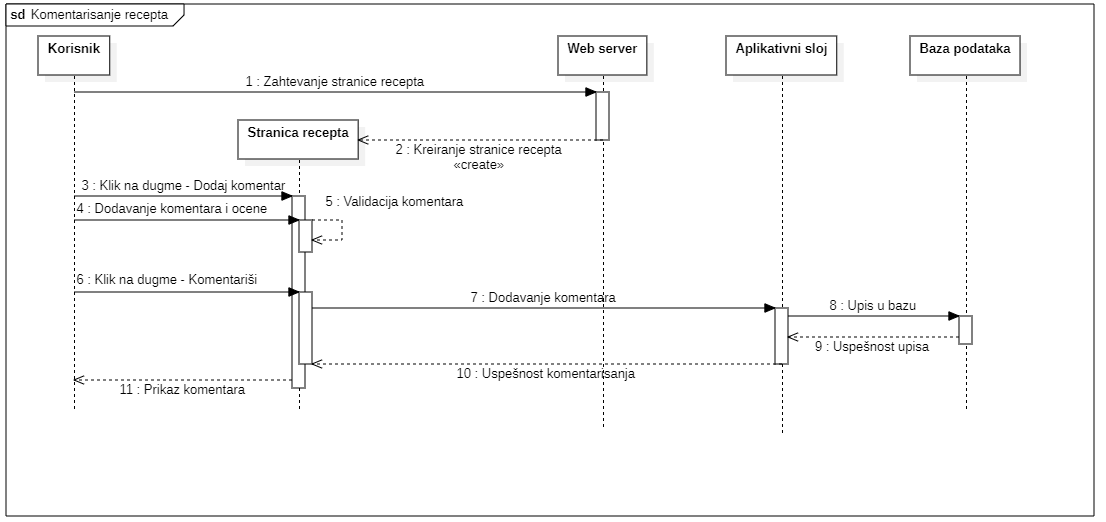 sd Komentarisanje recepta
Korisnik
Web server
Aplikativni sloj
Baza podataka
1 : Zahtevanje stranice recepta
Stranica recepta
2 : Kreiranje stranice recepta
«create»
3 : Klik na dugme - Dodaj komentar
4 : Dodavanje komentara i ocene
5 : Validacija komentara
6 : Klik na dugme - Komentariši
7 : Dodavanje komentara
8 : Upis u bazu
9 : Uspešnost upisa
10 : Uspešnost komentarisanja
11 : Prikaz komentara